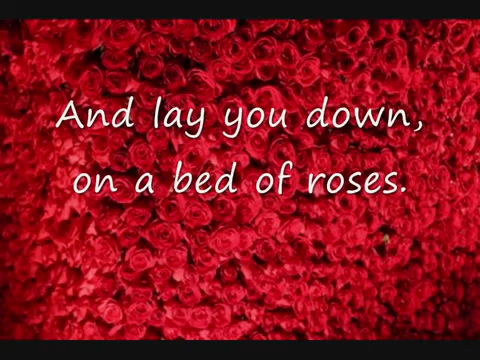 And lay you down,
on a bed of roses.